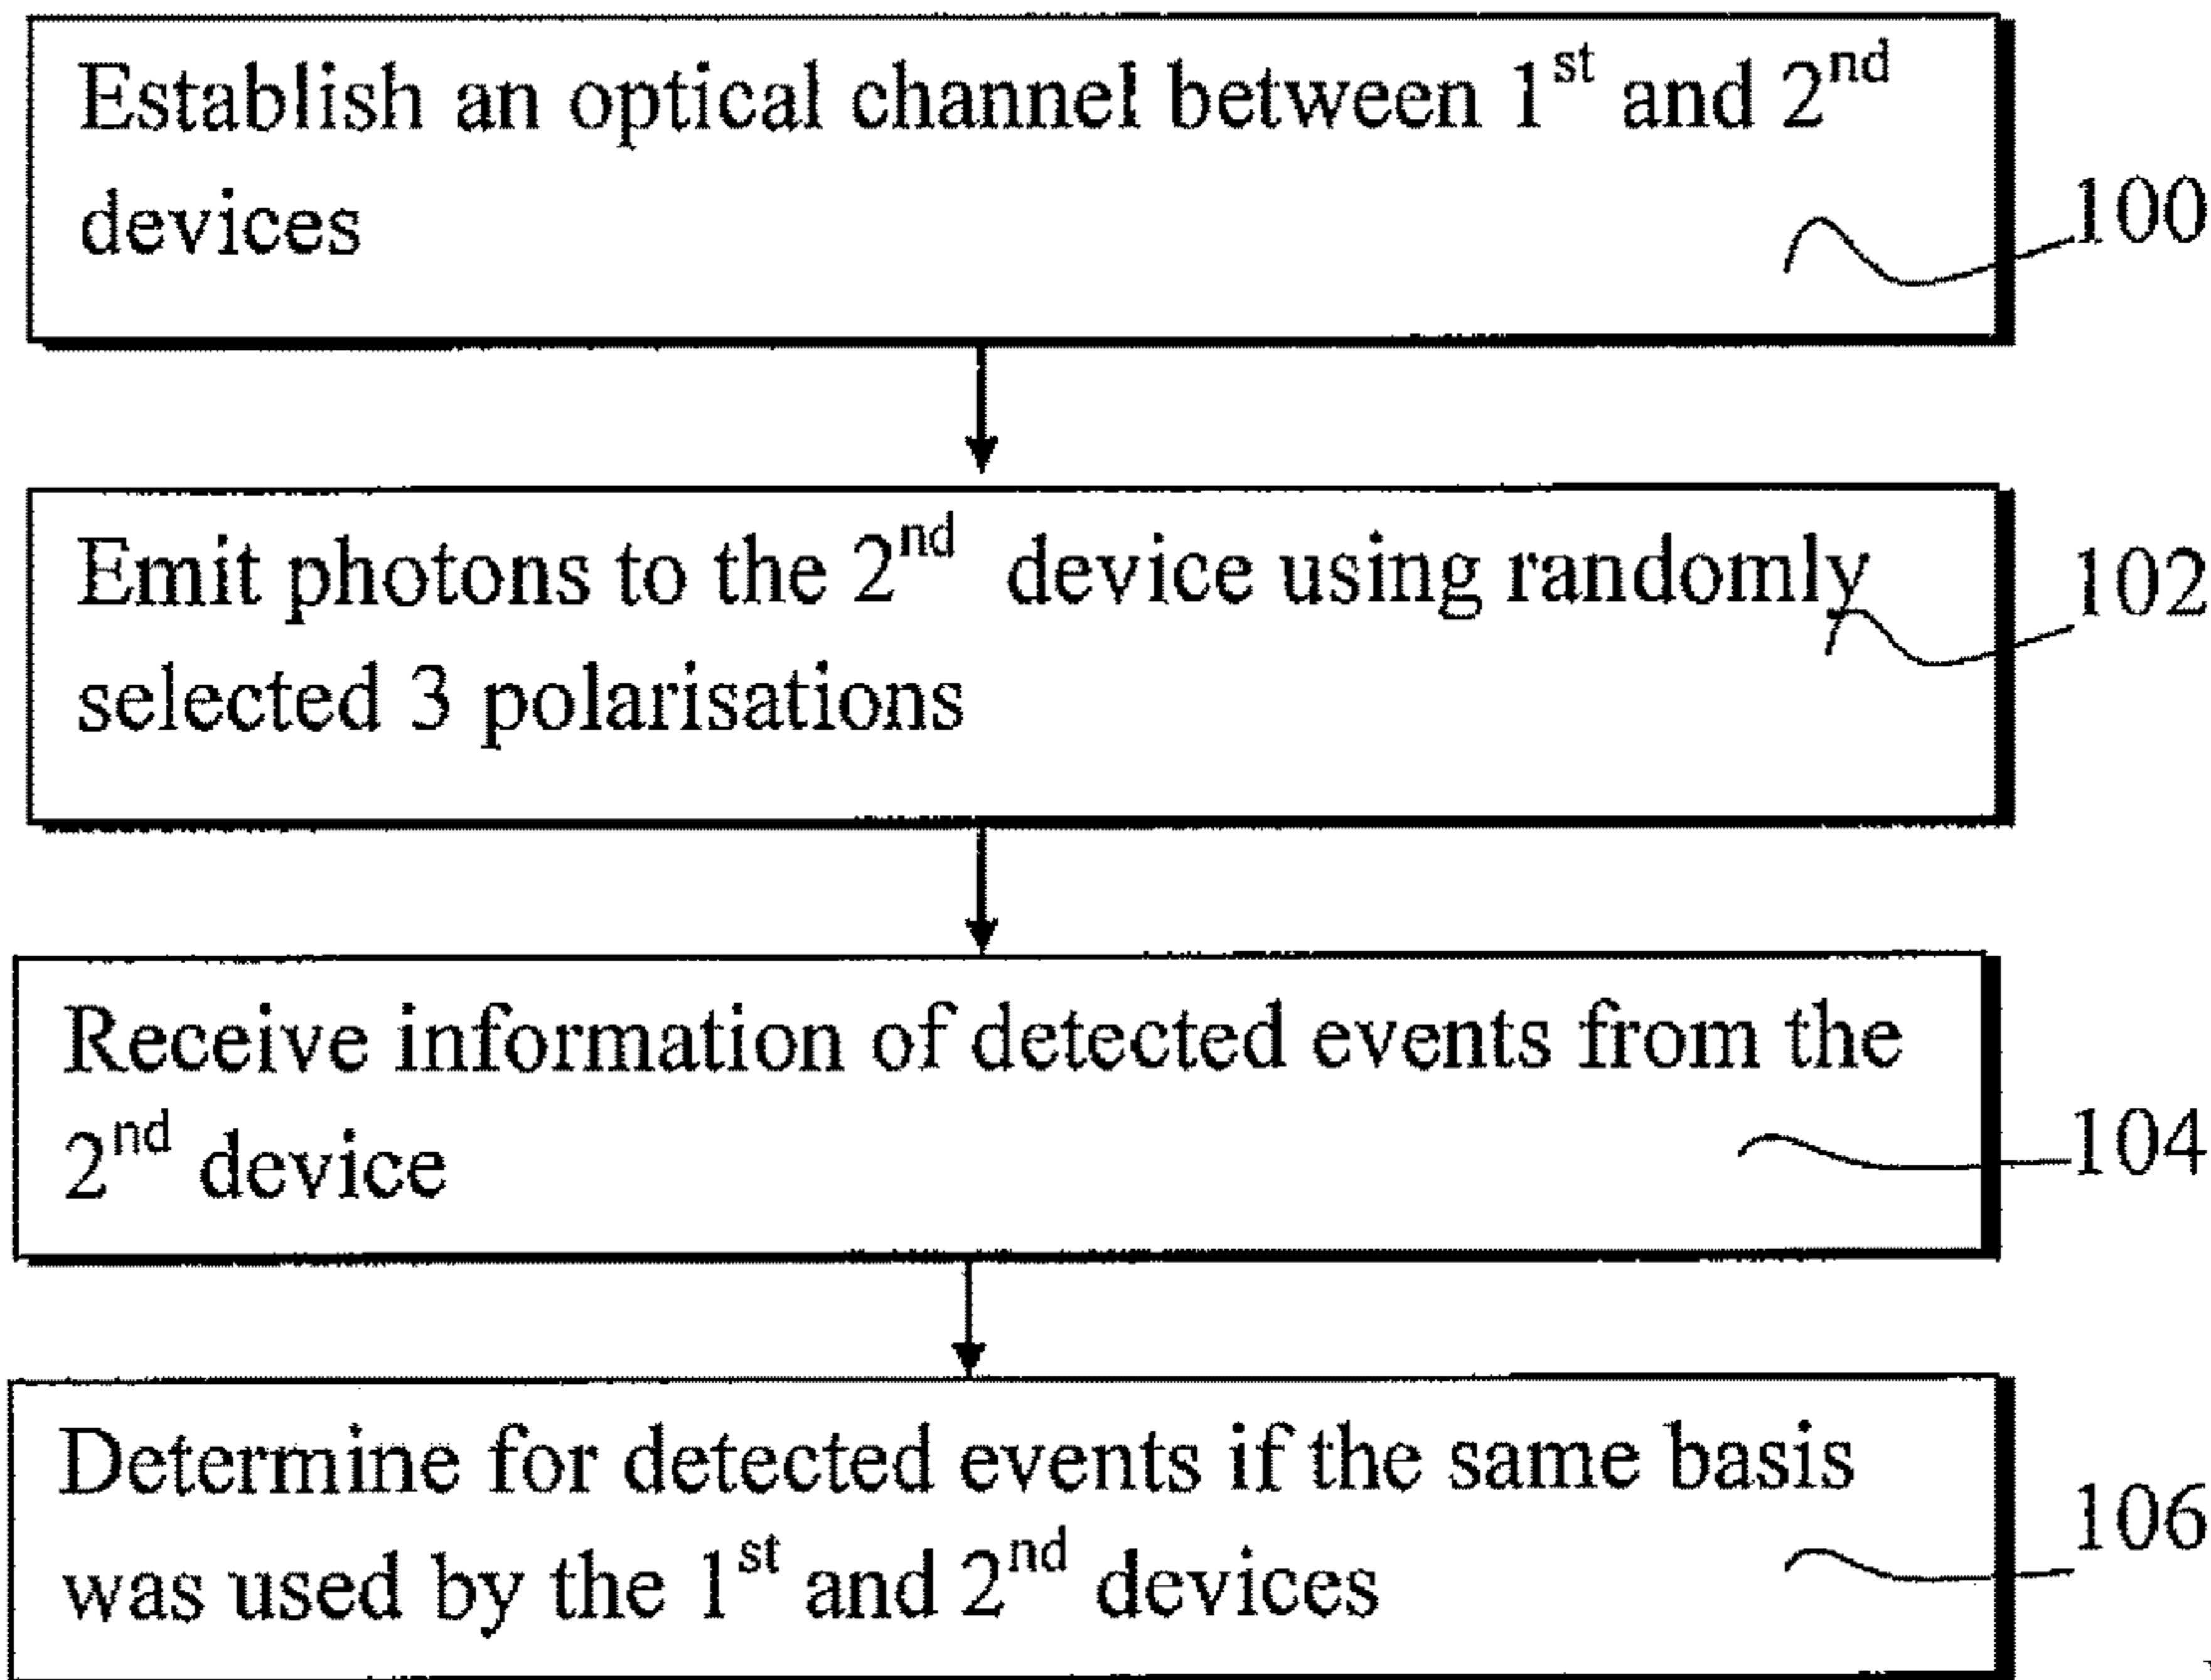 Establish an optical channel between 1st and 2nd
devices
100
Emit photons to the 2nd device using randomly
selected 3 polarisations
102
Receive information of detected events from the
2nd device
104
Determine for detected events if the same basis
was used by the 1st and 2nd devices
106